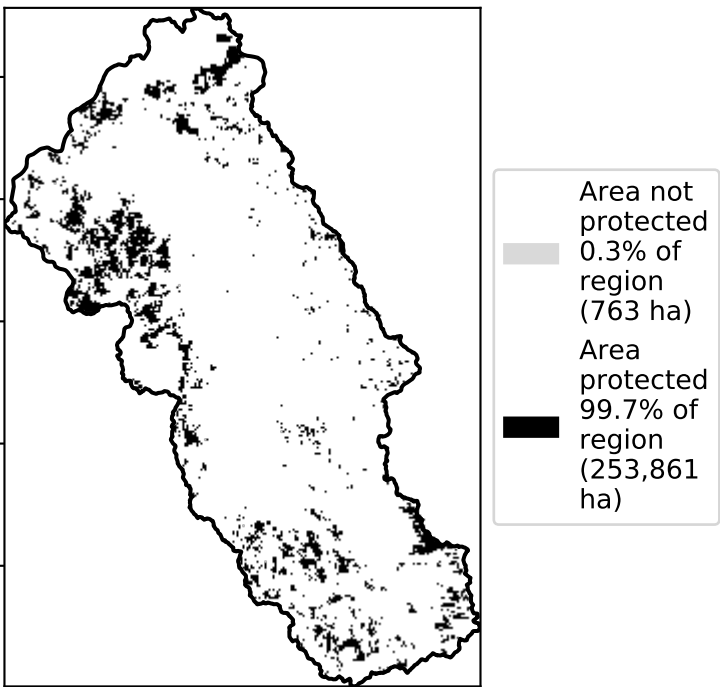 Area not
protected
0.3% of
region
(763 ha)
Area
protected
99.7% of
region
(253,861
ha)